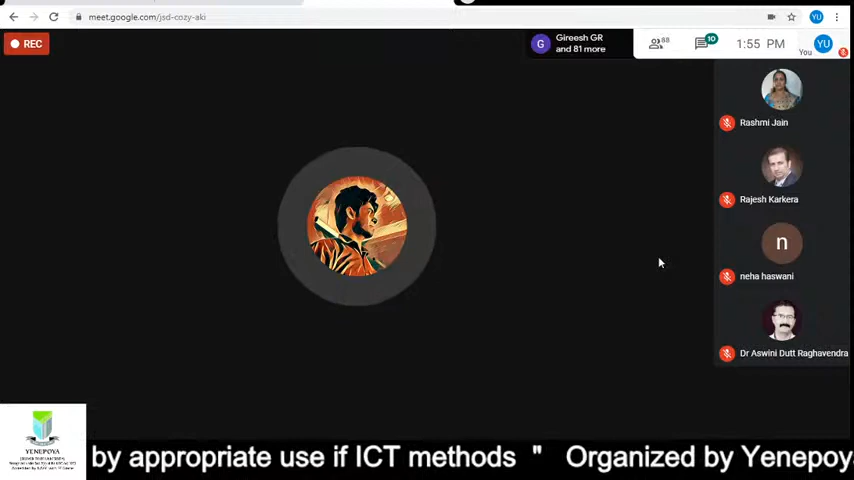 meet.google.com/jsd-cozy-aki
YU
REC
G
Gireesh GR
and 81 more
88
10
1:55 PM
You
YU
Rashmi Jain
Rajesh Karkera
n
neha haswani
Dr Aswini Dutt Raghavendra
YENEPOYA
by appropriate use if ICT methods " Organized by Yenepoya